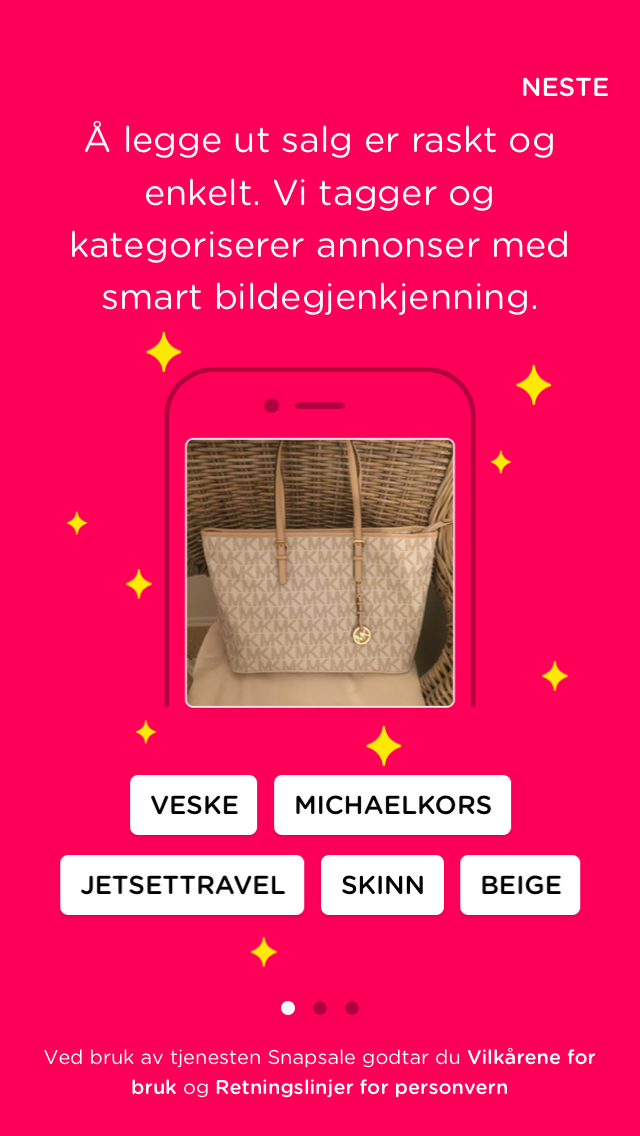 NESTE
Å legge ut salg er raskt og
enkelt. Vi tagger og
kategoriserer annonser med
smart bildegjenkjenning.
VESKE MICHAELKORS
JETSETTRAVEL SKINN BEIGE
Ved bruk av tjenesten Snapsale godtar du Vilkårene for
bruk og Retningslinjer for personvern